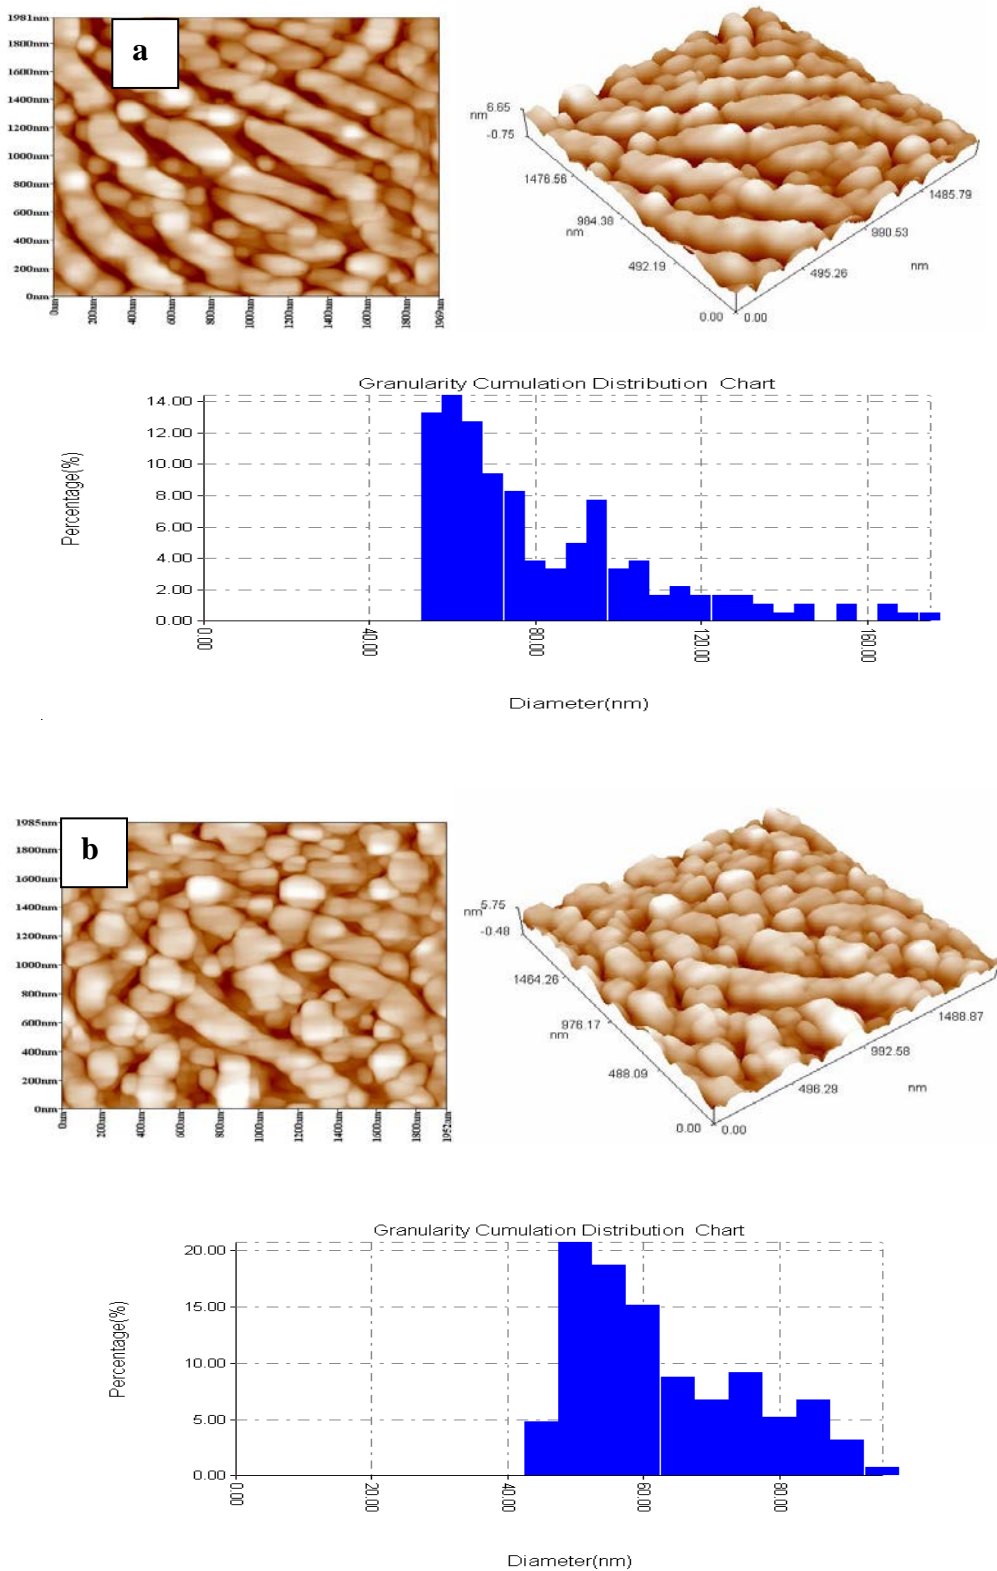 a
1981nm
1800nm
1600nm
1400nm
1200nm
1000nm
800nm
600nm
400nm
200nm
0nm
0nm
200nm
400nm
600nm
800nm
1000nm
1200nm
1400nm
1600nm
1800nm
1969nm
nm
6.65
-0.75
1476.56
984.38
nm
492.19
0.00
0.00
495.26
990.53
1485.79
nm
Granularity Cumulation Distribution Chart
Percentage(%)
14.00
12.00
10.00
8.00
6.00
4.00
2.00
0.00
0.00
40.00
80.00
120.00
160.00
Diameter(nm)
b
1985nm
1800nm
1600nm
1400nm
1200nm
1000nm
800nm
600nm
400nm
200nm
0nm
0nm
200nm
400nm
600nm
800nm
1000nm
1200nm
1400nm
1600nm
1800nm
1952nm
nm
5.75
-0.48
1464.26
976.17
nm
488.09
0.00
0.00
496.29
992.58
1488.87
nm
Granularity Cumulation Distribution Chart
Percentage(%)
20.00
15.00
10.00
5.00
0.00
0.00
20.00
40.00
60.00
80.00
Diameter(nm)